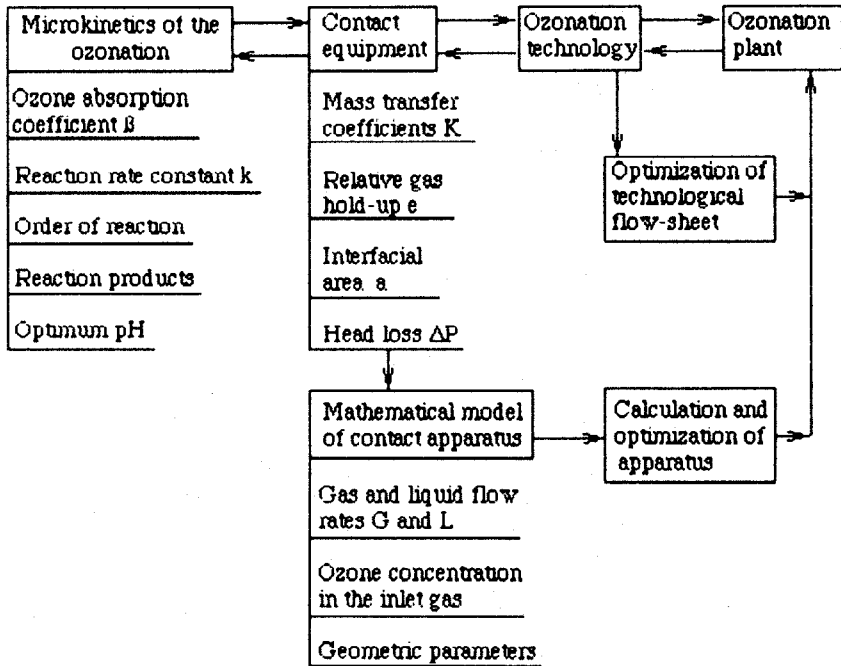 Microkinetics of the
ozonation
Contact
equipment
Ozonation
technology
Ozonation
plant
Ozone absorption
coefficient ß
Reaction rate constant k
Order of reaction
Reaction products
Optimum pH
Mass transfer
coefficients K
Relative gas
hold-up e
Interfacial
area a
Head loss ΔP
Optimization of
technological
flow-sheet
Mathematical model
of contact apparatus
Calculation and
optimization of
apparatus
Gas and liquid flow
rates G and L
Ozone concentration
in the inlet gas
Geometric parameters